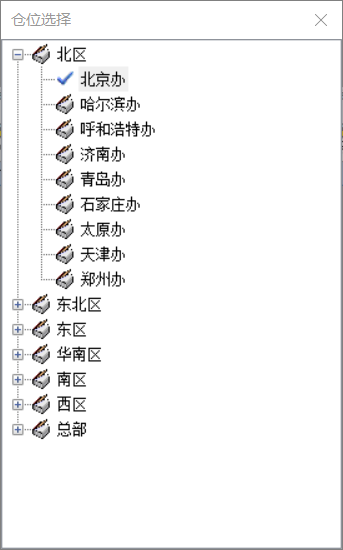 仓位选择
北区
北京办
哈尔滨办
呼和浩特办
济南办
青岛办
石家庄办
太原办
天津办
郑州办
东北区
东区
华南区
南区
西区
总部